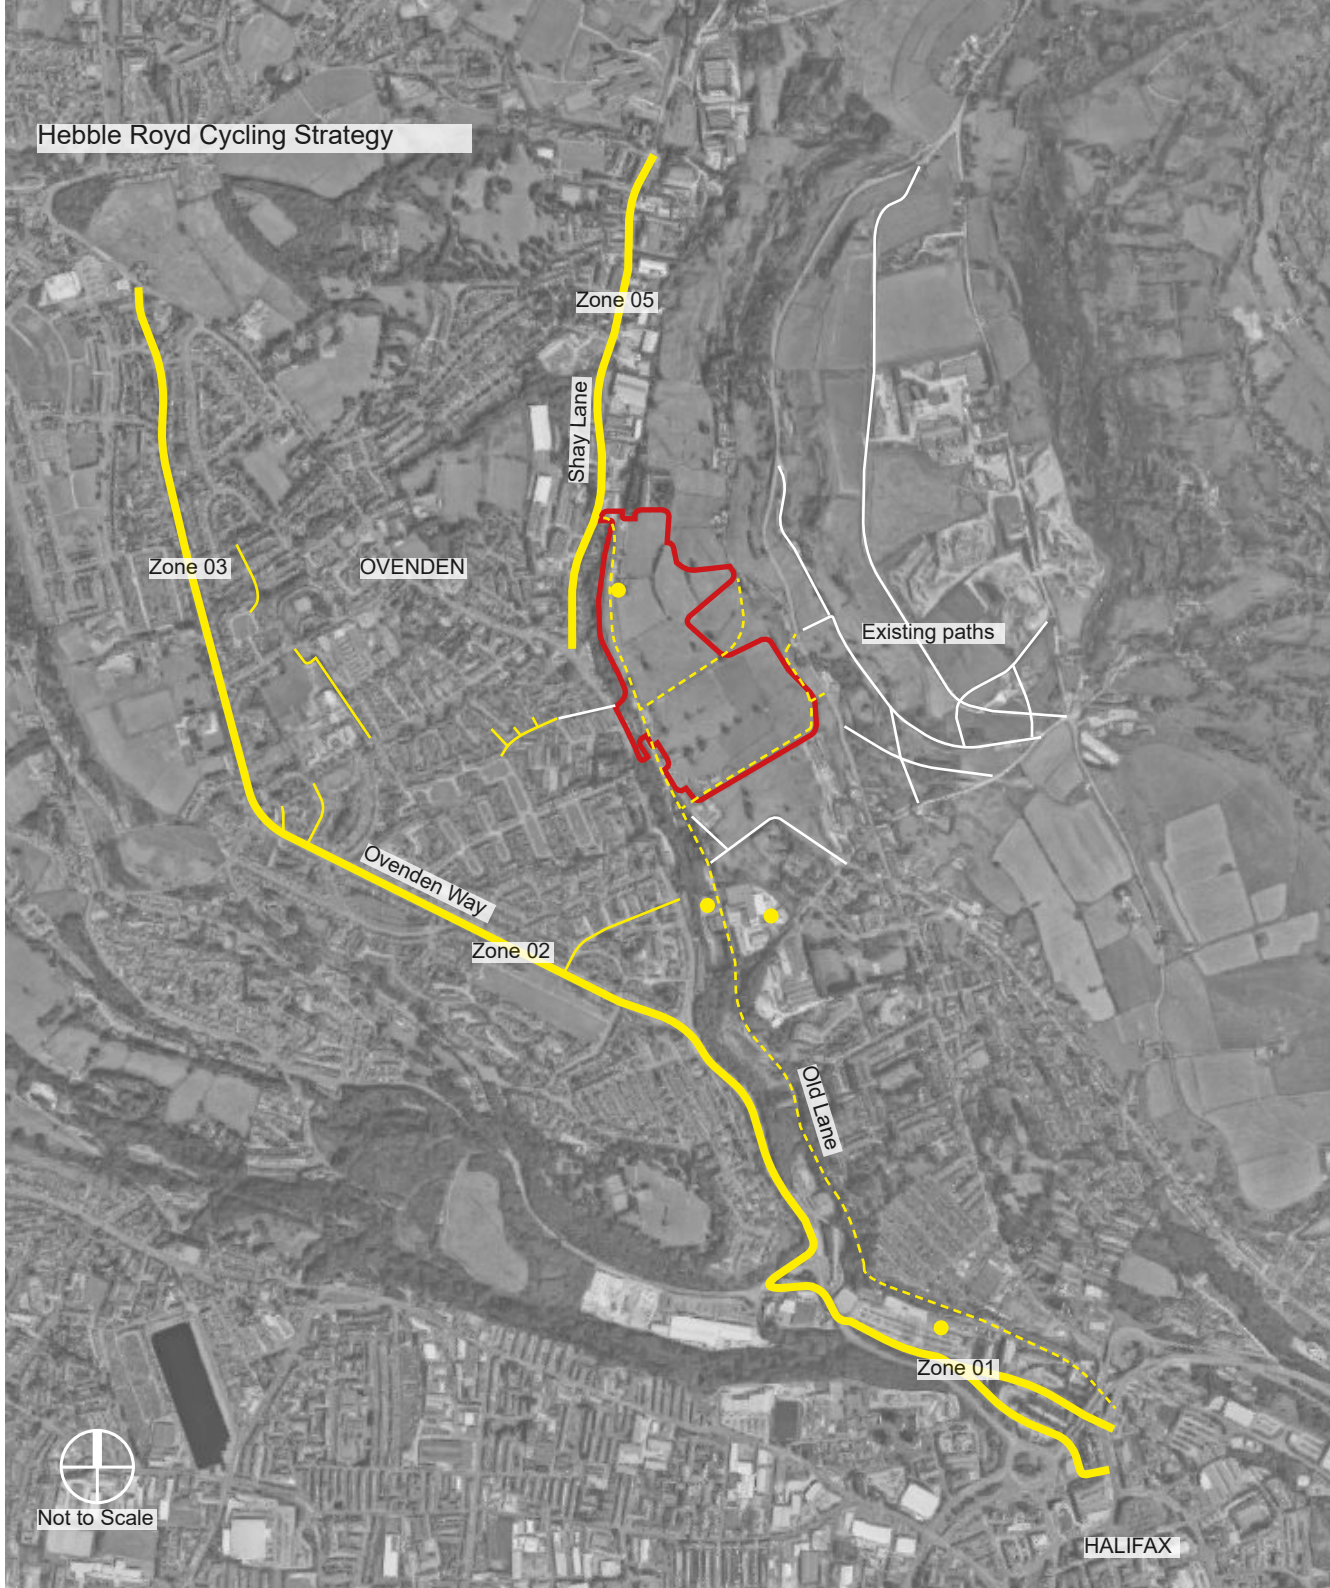 Hebble Royd Cycling Strategy
Zone 05
Shay Lane
Zone 03
OVENDEN
Existing paths
Ovenden Way
Zone 02
Old Lane
Zone 01
Not to Scale
HALIFAX